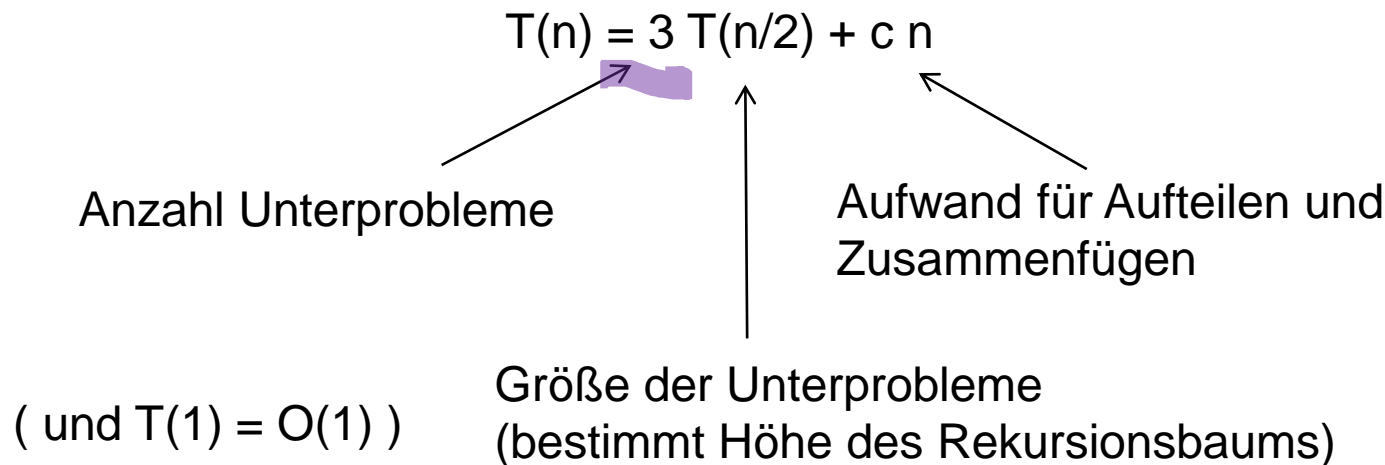 T(n) = 3 T(n/2) + c n
Anzahl Unterprobleme
Aufwand für Aufteilen und
Zusammenfügen
Größe der Unterprobleme
(bestimmt Höhe des Rekursionsbaums)
( und T(1) = O(1) )